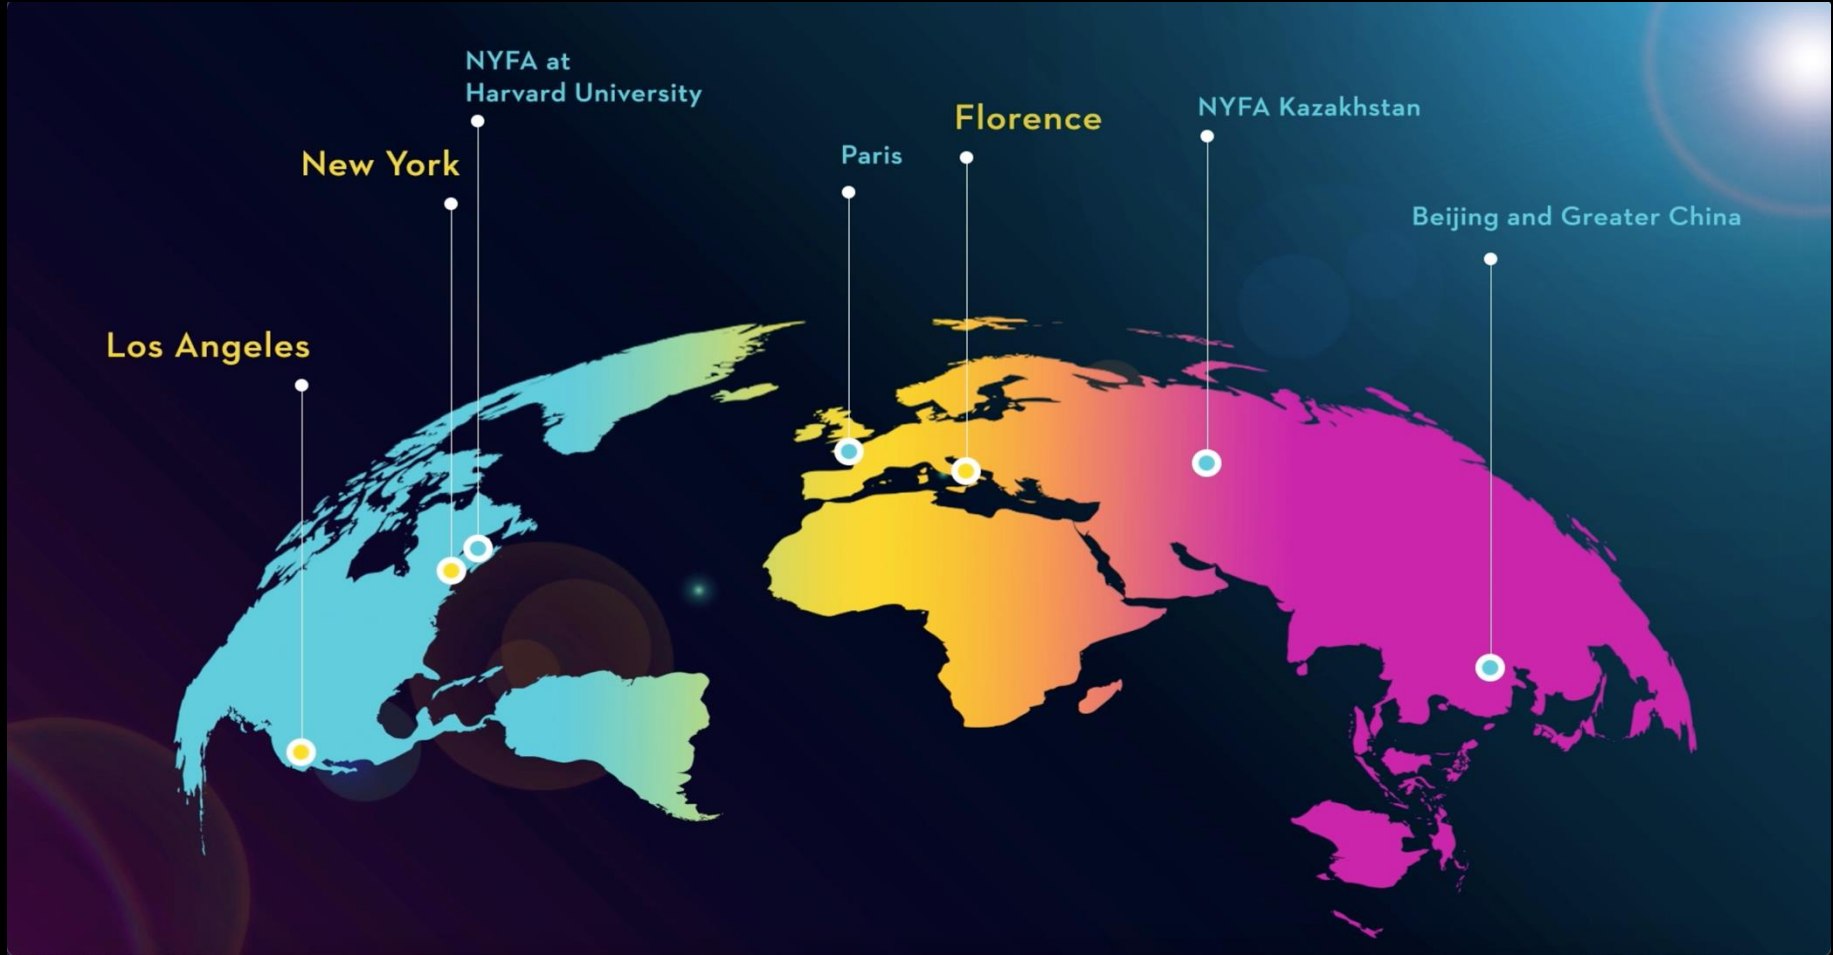 NYFA at
Harvard University
New York
Los Angeles
Paris
Florence
NYFA Kazakhstan
Beijing and Greater China